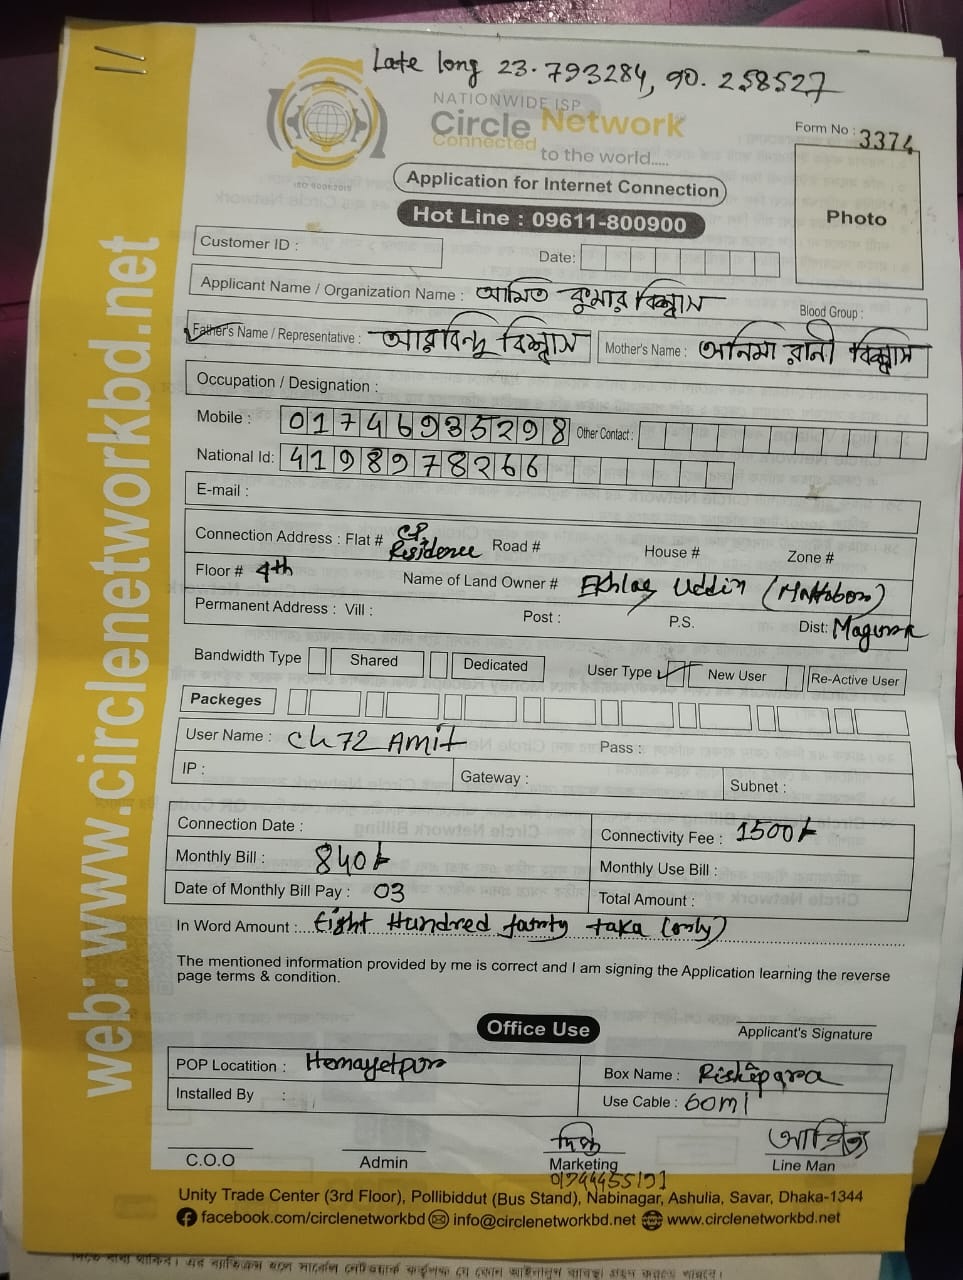 Late long 23.793284, 90.258527
NATIONWIDE ISP
Circle Network
Connected to the world.....
ISO 9001:2015
Form No : 3374
Application for Internet Connection
Hot Line : 09611-800900
Photo
Customer ID :
Date:
Applicant Name / Organization Name : অমিত কুমার বিশ্বাস
Blood Group :
Father's Name / Representative : আরবিন্দু বিশ্বাস Mother's Name : অনিমা রানী বিশ্বাস
Occupation / Designation :
Mobile : 01746935298 Other Contact :
National Id: 4198978266
E-mail :
Connection Address : Flat # CP Residence Road # House # Zone #
Floor # 4th Name of Land Owner # Ekhlas Uddin
Permanent Address : Vill : Post : P.S. Dist: Magura
Bandwidth Type Shared Dedicated User Type New User Re-Active User
Packeges
User Name : Ch72 Amit Pass :
IP : Gateway : Subnet :
Connection Date : Connectivity Fee : 1500/-
Monthly Bill : 840/- Monthly Use Bill :
Date of Monthly Bill Pay : 03 Total Amount :
In Word Amount : Eight Hundred founty taka (only)
The mentioned information provided by me is correct and I am signing the Application learning the reverse
page terms & condition.
Office Use
Applicant's Signature
POP Locatition : Hemayetpur Box Name : Rishipara
Installed By : Use Cable : 60ml
C.O.O Admin Marketing Line Man
01744455191
Unity Trade Center (3rd Floor), Pollibiddut (Bus Stand), Nabinagar, Ashulia, Savar, Dhaka-1344
facebook.com/circlenetworkbd info@circlenetworkbd.net www.circlenetworkbd.net
web: www.circlenetworkbd.net